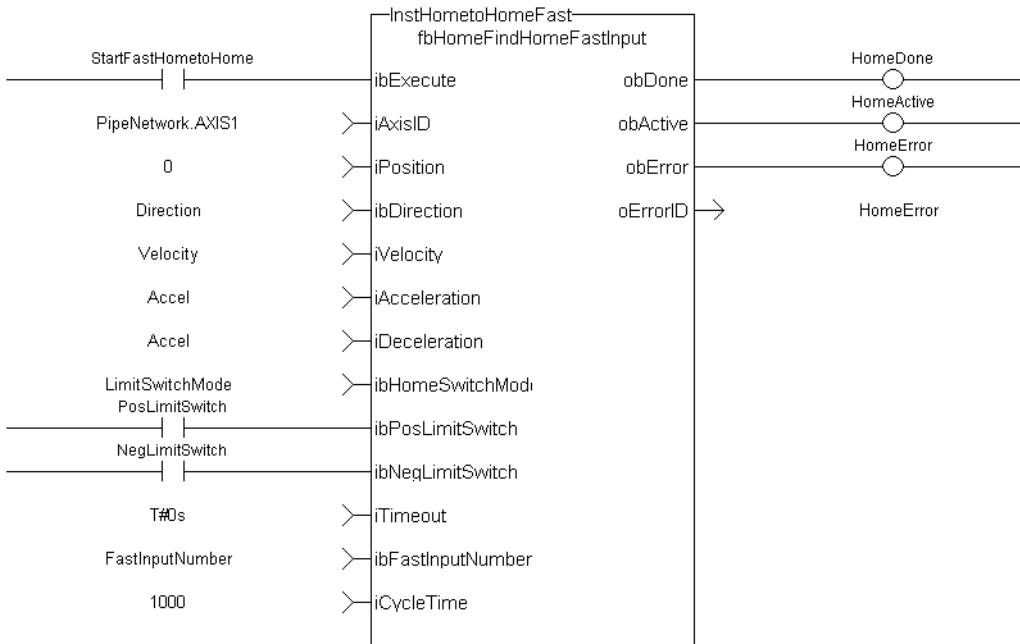 InstHometoHomeFast
fbHomeFindHomeFastInput
StartFastHometoHome
ibExecute
obDone
HomeDone
PipeNetwork.AXIS1
iAxisID
obActive
HomeActive
0
iPosition
obError
HomeError
Direction
ibDirection
oErrorID
HomeError
Velocity
iVelocity
Accel
iAcceleration
Accel
iDeceleration
LimitSwitchMode
ibHomeSwitchMod
PosLimitSwitch
ibPosLimitSwitch
NegLimitSwitch
ibNegLimitSwitch
T#0s
iTimeout
FastInputNumber
ibFastInputNumber
1000
iCycleTime